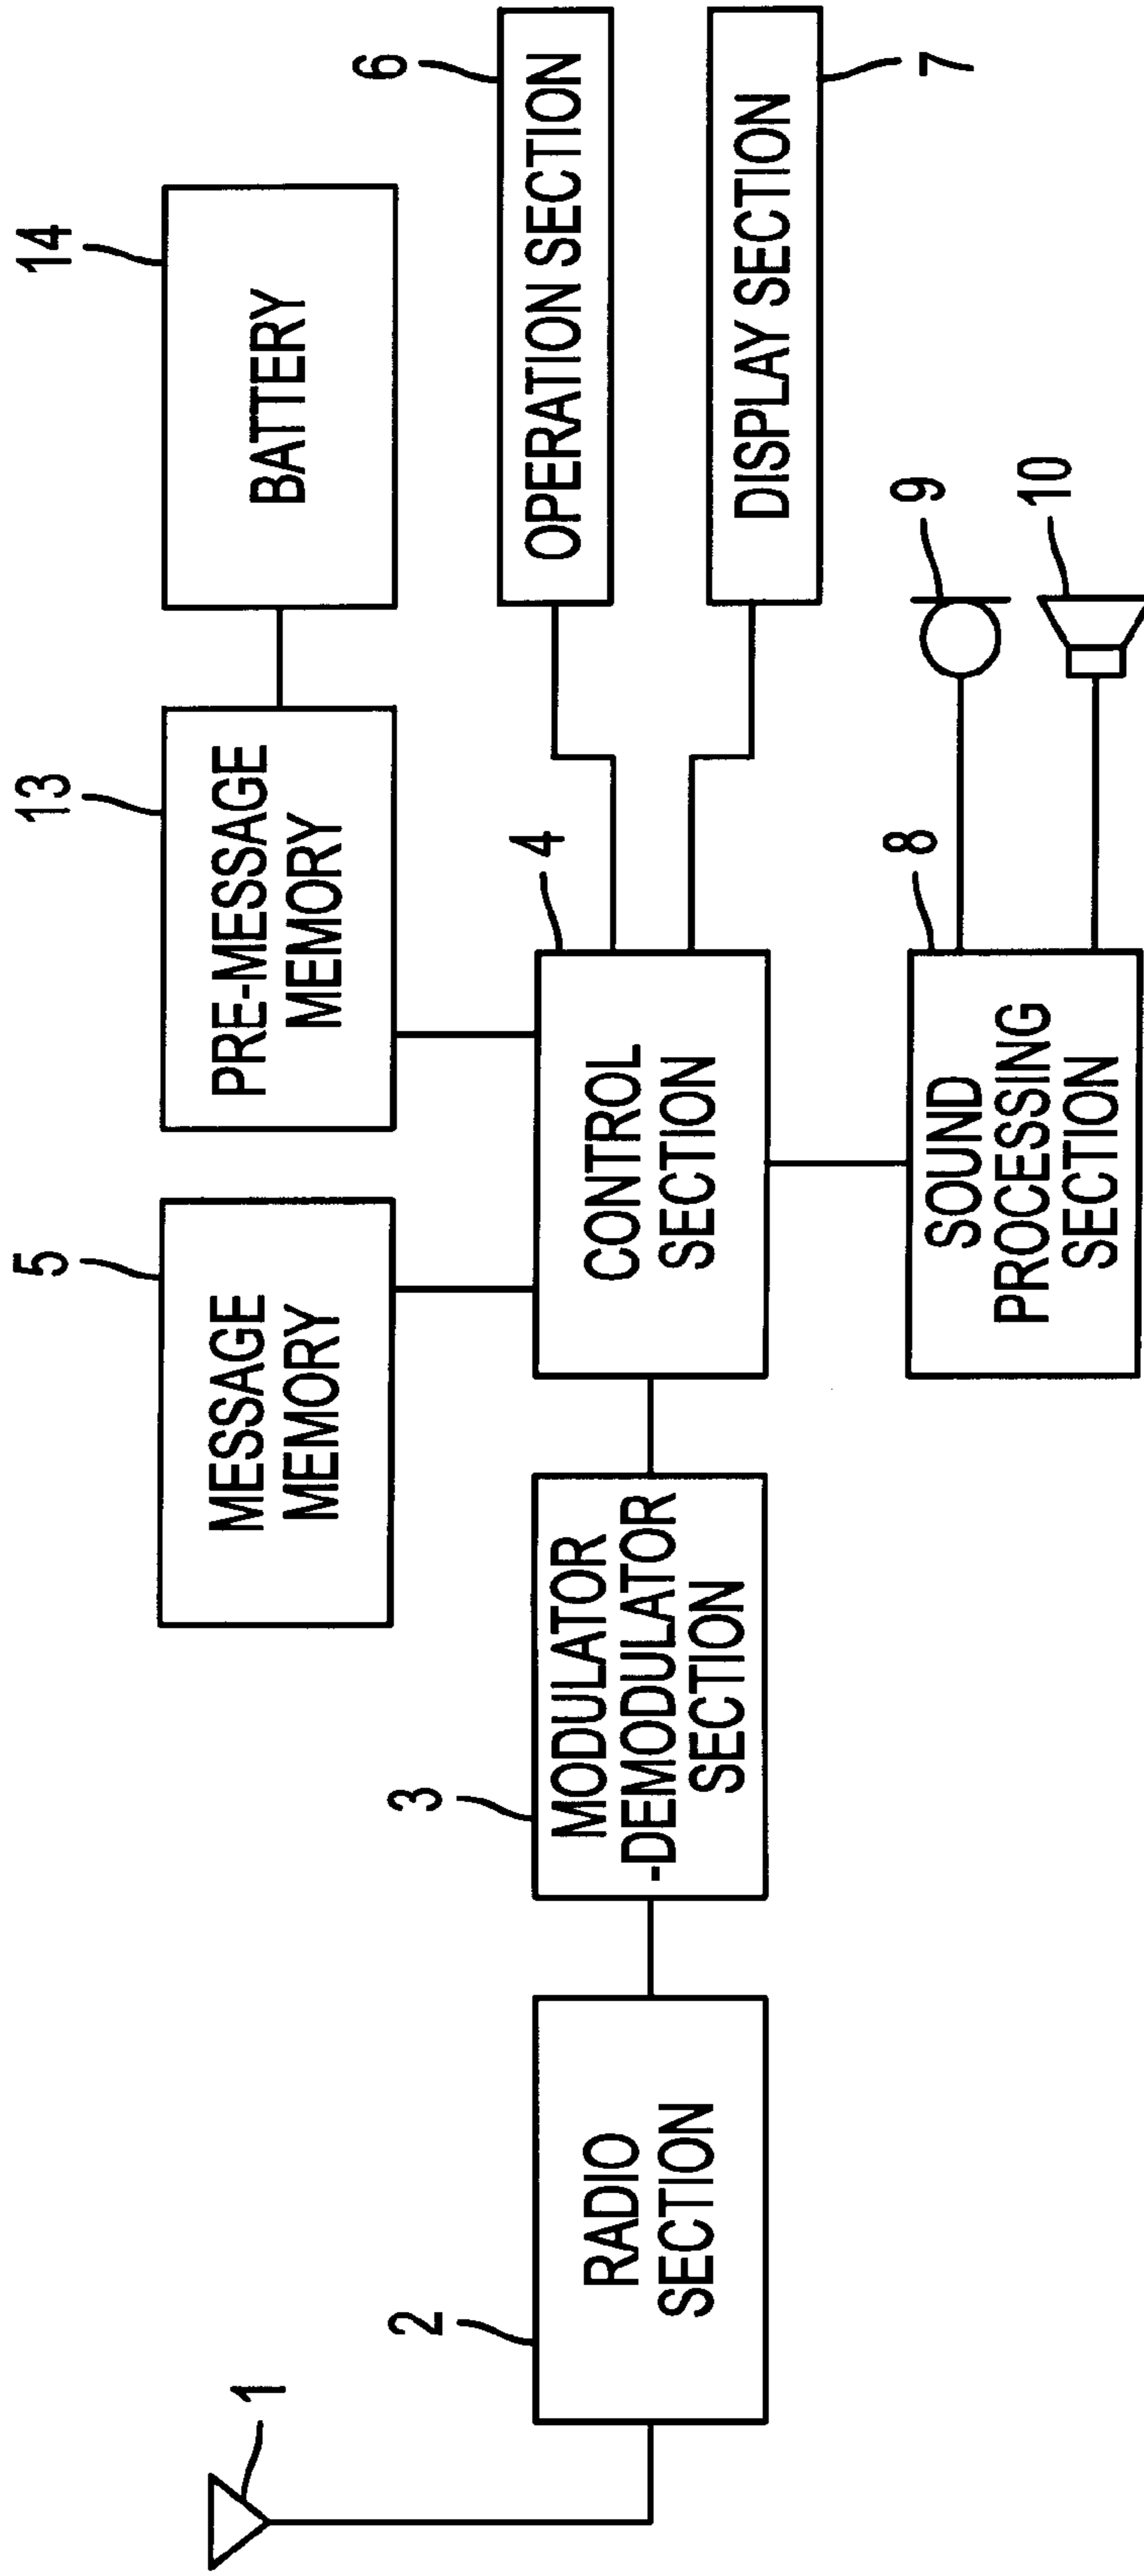 1
2
RADIO
SECTION
3
MODULATOR
-DEMODULATOR
SECTION
5
MESSAGE
MEMORY
13
PRE-MESSAGE
MEMORY
14
BATTERY
4
CONTROL
SECTION
6
OPERATION SECTION
DISPLAY SECTION
7
8
SOUND
PROCESSING
SECTION
9
10